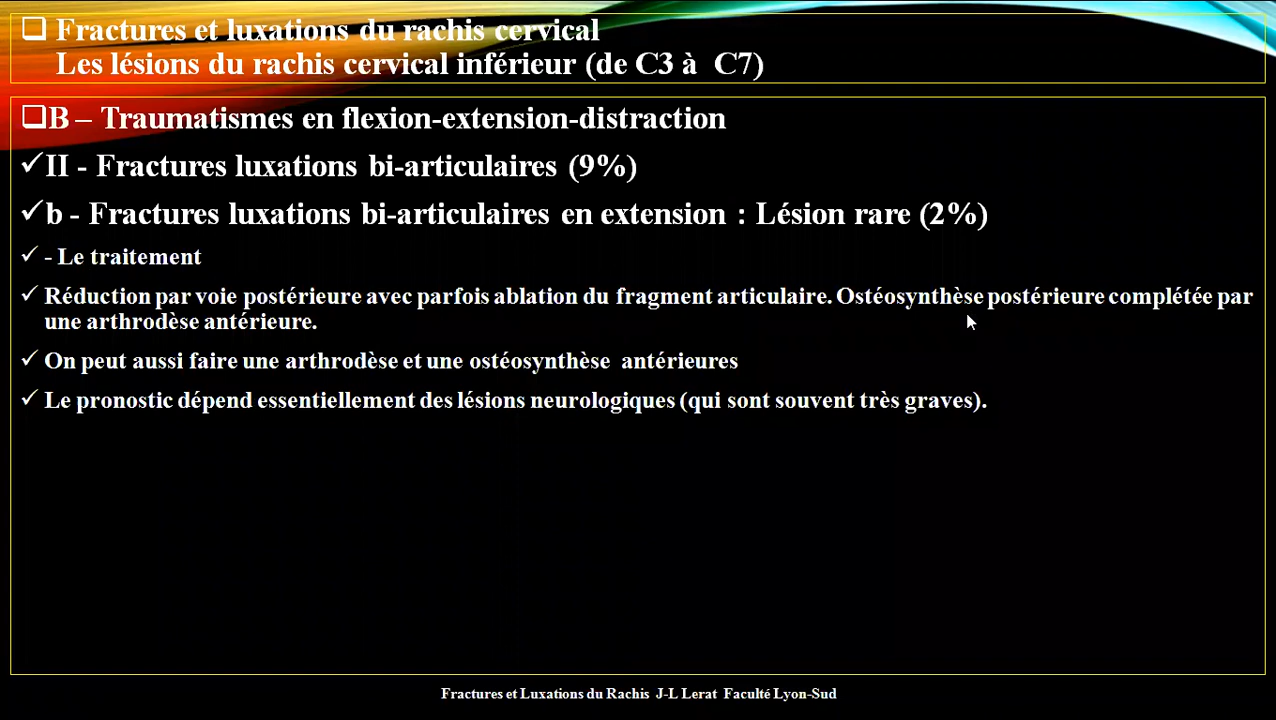 ❑ Fractures et luxations du rachis cervical
Les lésions du rachis cervical inférieur (de C3 à C7)
❑B – Traumatismes en flexion-extension-distraction
✓II - Fractures luxations bi-articulaires (9%)
✓b - Fractures luxations bi-articulaires en extension : Lésion rare (2%)
✓ - Le traitement
✓ Réduction par voie postérieure avec parfois ablation du fragment articulaire. Ostéosynthèse postérieure complétée par
une arthrodèse antérieure.
✓ On peut aussi faire une arthrodèse et une ostéosynthèse antérieures
✓ Le pronostic dépend essentiellement des lésions neurologiques (qui sont souvent très graves).
Fractures et Luxations du Rachis J-L Lerat Faculté Lyon-Sud